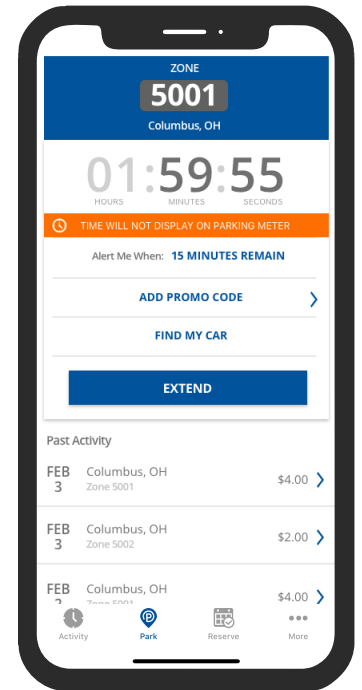 ZONE
5001
Columbus, OH
01:59:55
HOURS MINUTES SECONDS
TIME WILL NOT DISPLAY ON PARKING METER
Alert Me When: 15 MINUTES REMAIN
ADD PROMO CODE
FIND MY CAR
EXTEND
Past Activity
FEB 3 Columbus, OH $4.00
Zone 5001
FEB 3 Columbus, OH $2.00
Zone 5002
FEB Columbus, OH $4.00
Zone 5001
Activity Park Reserve More